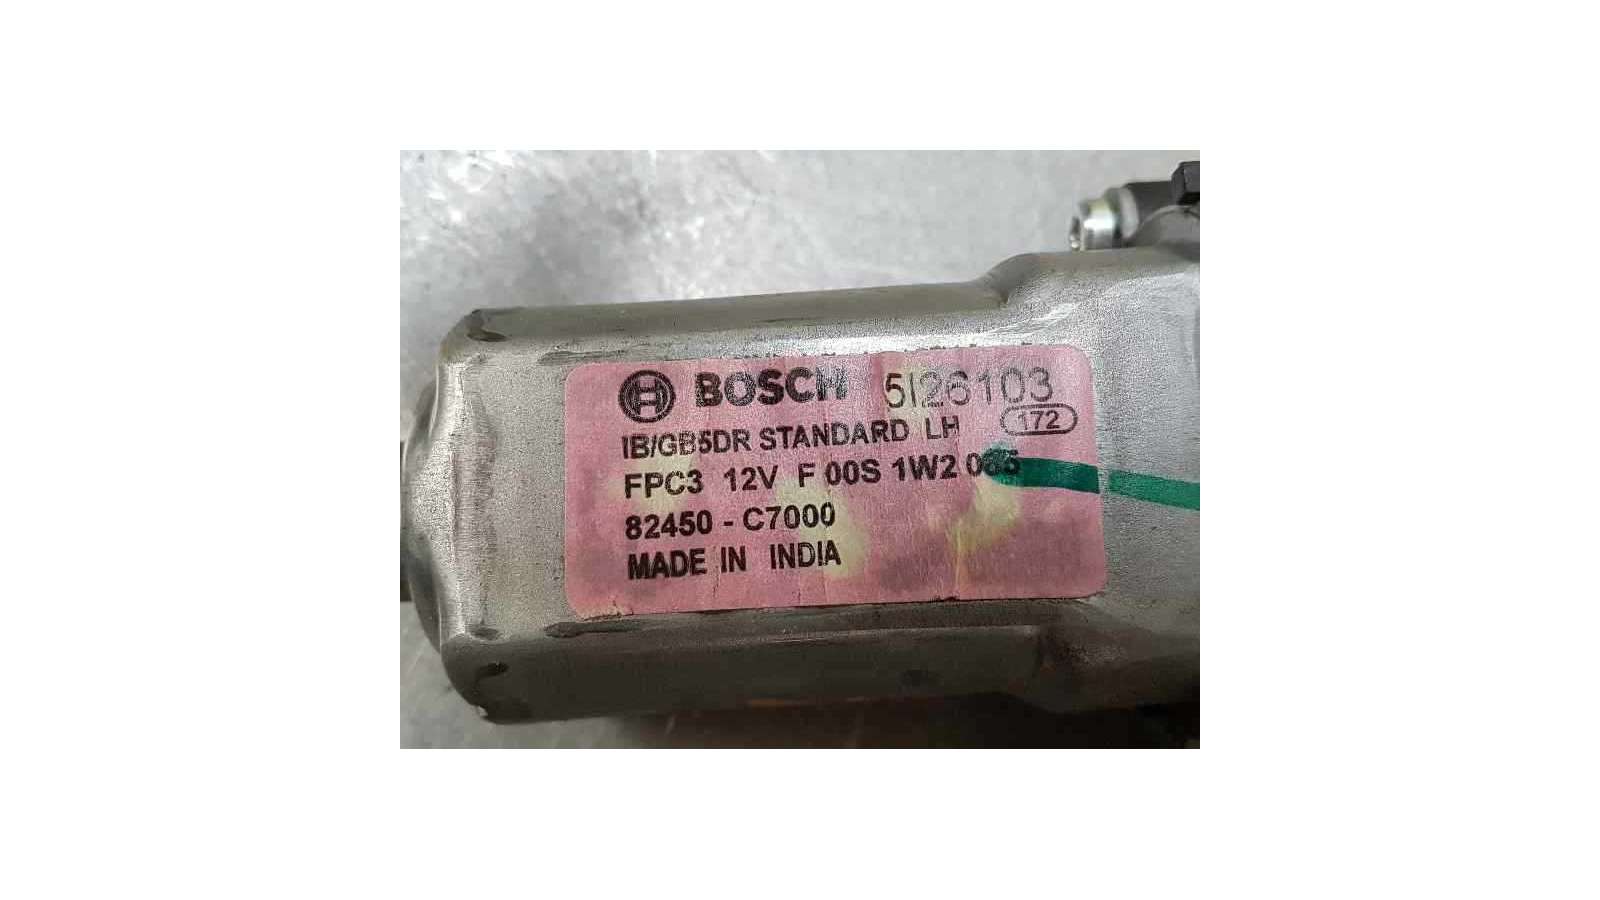 BOSCH 5I26103
IB/GB5DR STANDARD LH 172
FPC3 12V F 00S 1W2
82450 - C7000
MADE IN INDIA